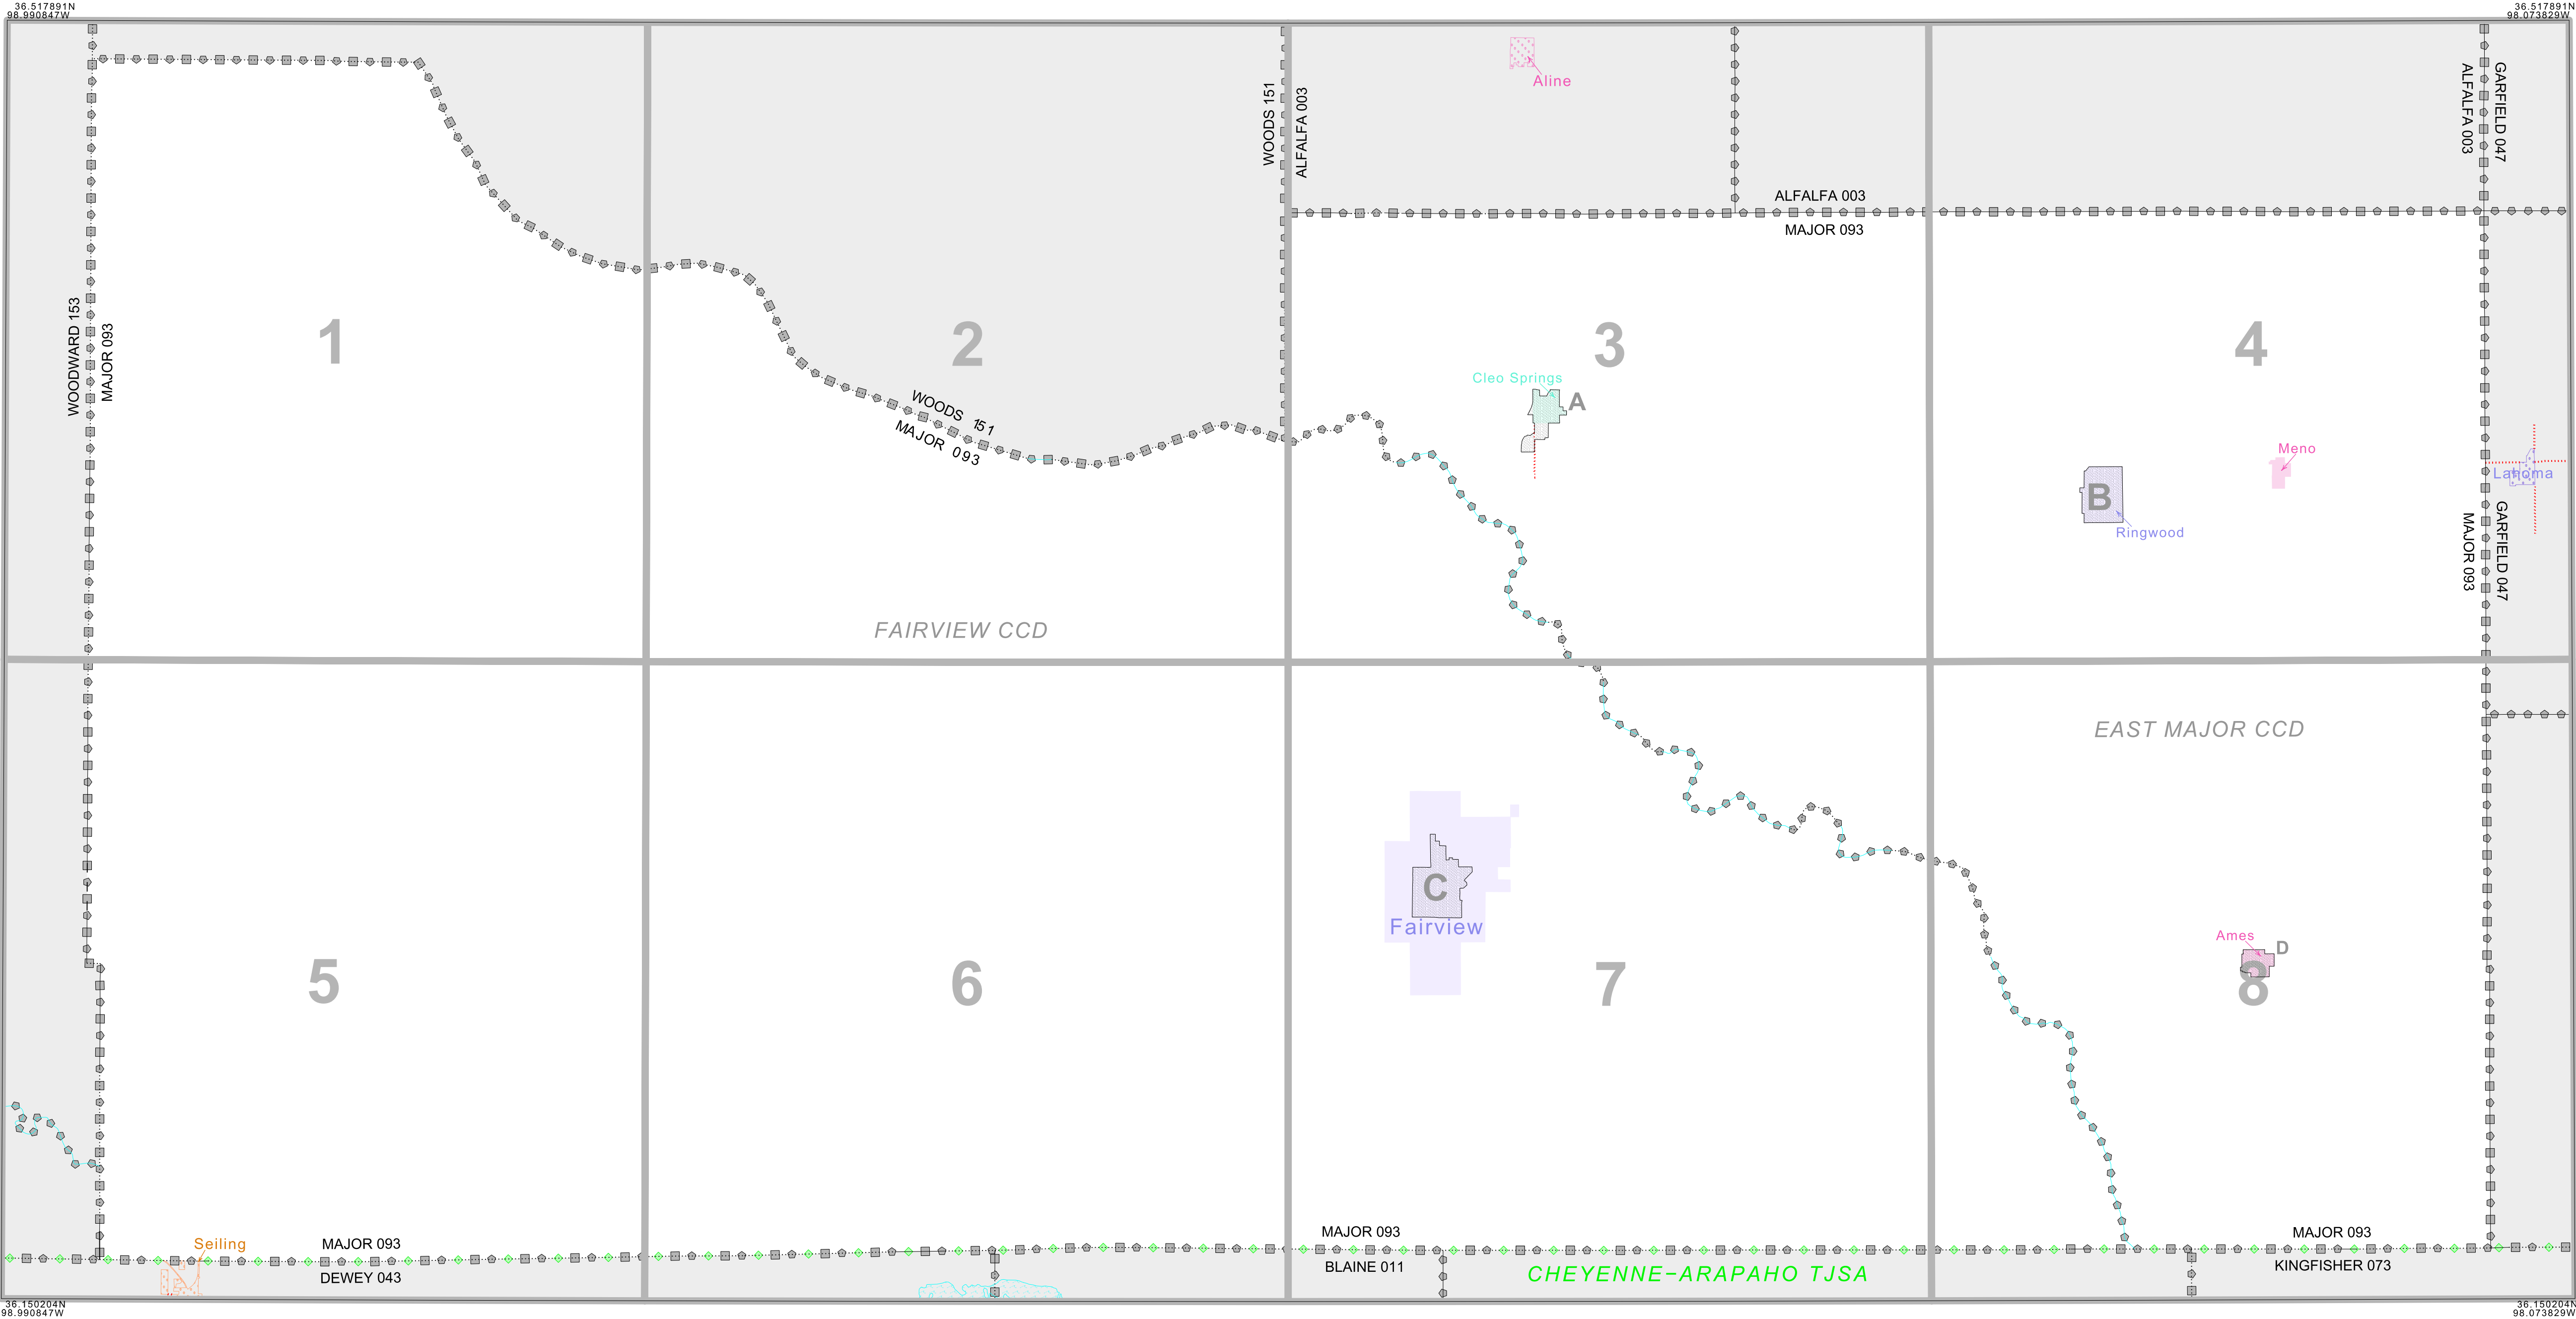 36.517891N
98.990847W
36.517891N
98.073829W
Aline
WOODS 151
ALFALFA 003
ALFALFA 003
GARFIELD 047
ALFALFA 003
MAJOR 093
WOODWARD 153
MAJOR 093
1
2
3
4
Cleo Springs
A
WOODS 151
MAJOR 093
Meno
Lahoma
B
Ringwood
MAJOR 093
GARFIELD 047
FAIRVIEW CCD
EAST MAJOR CCD
C
Fairview
Ames
D
5
6
7
8
Seiling
MAJOR 093
DEWEY 043
MAJOR 093
BLAINE 011
CHEYENNE-ARAPAHO TJSA
MAJOR 093
KINGFISHER 073
36.150204N
98.990847W
36.150204N
98.073829W